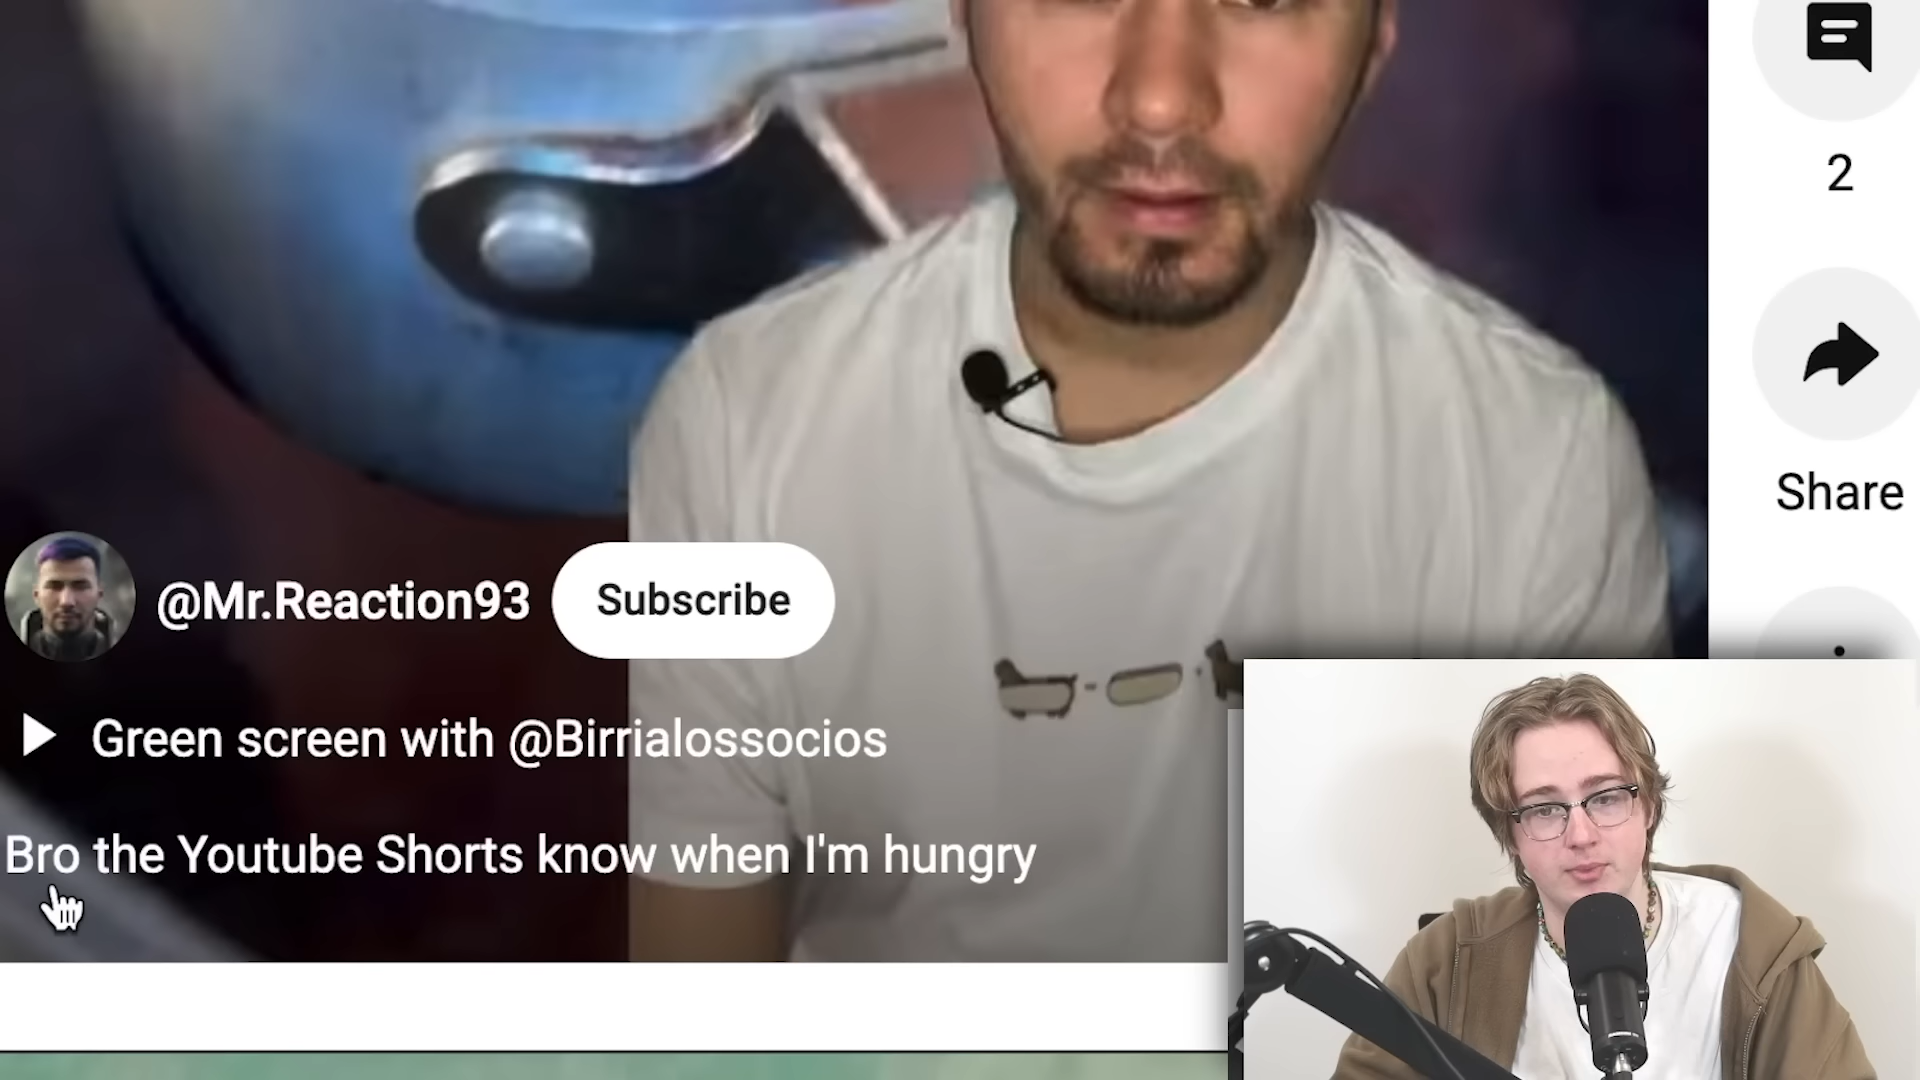 2
Share
@Mr.Reaction93 Subscribe
Green screen with @Birrialossocios
Bro the Youtube Shorts know when I'm hungry